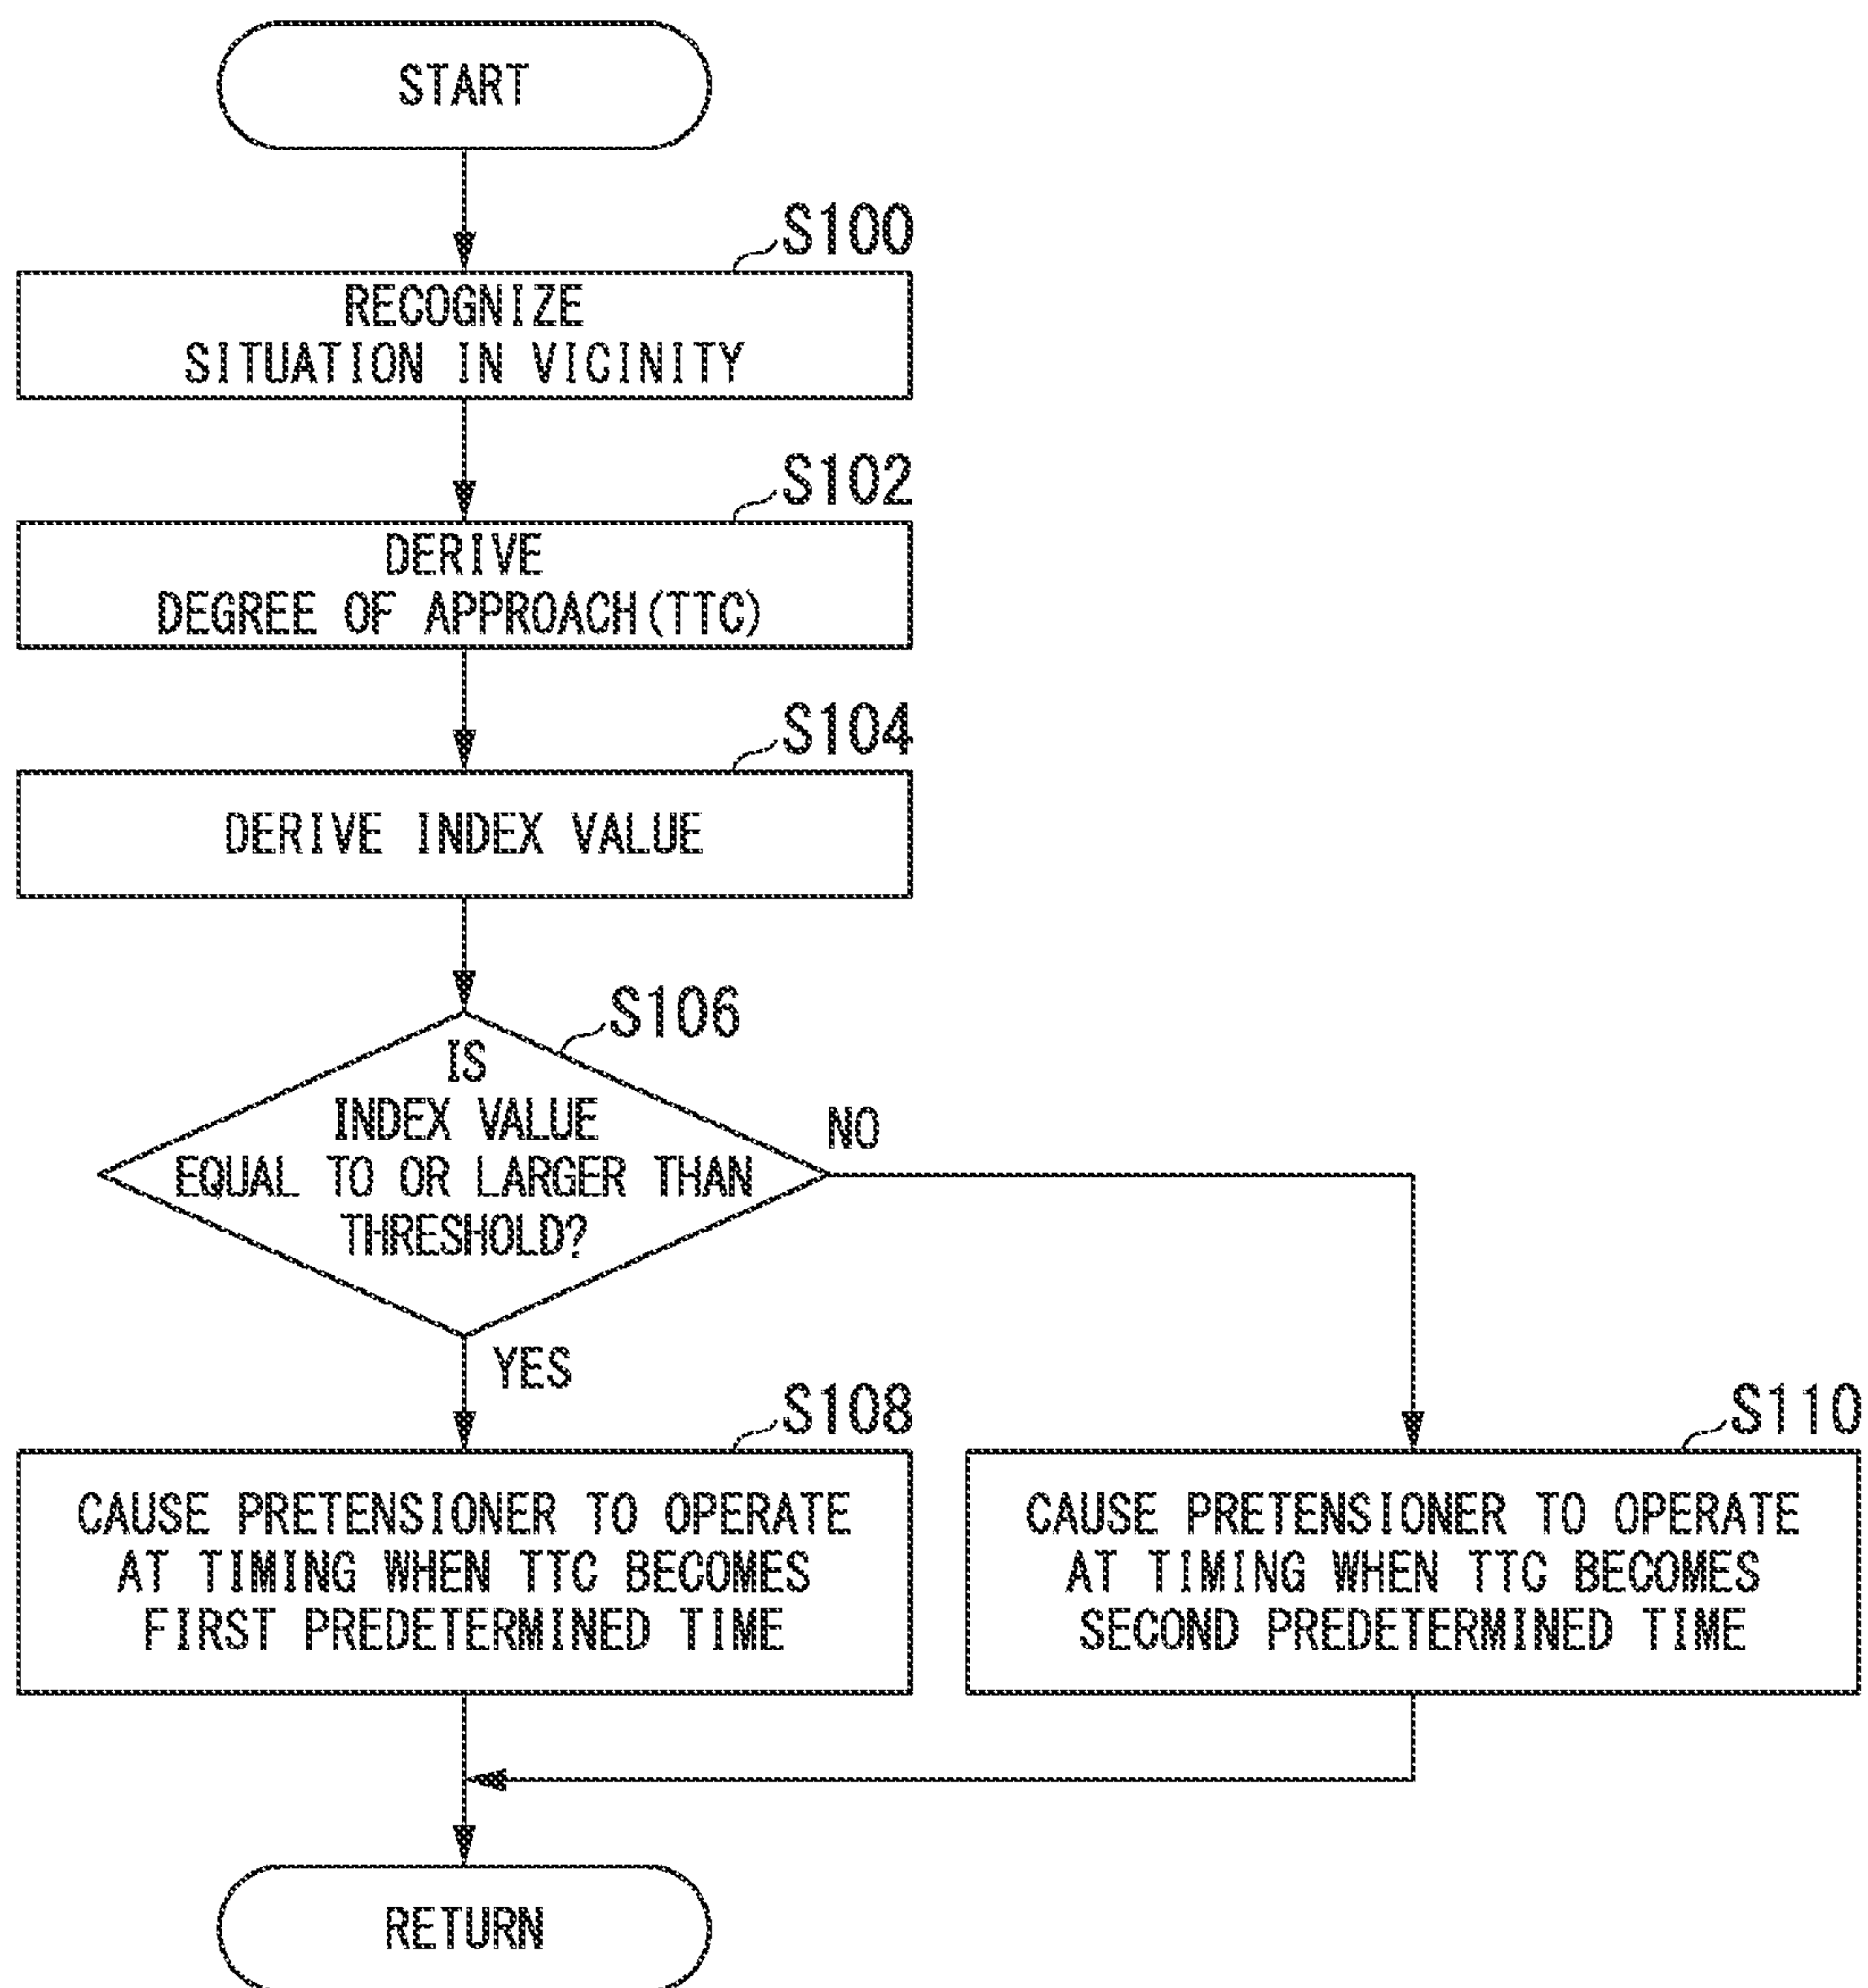 START
S100
RECOGNIZE
SITUATION IN VICINITY
S102
DERIVE
DEGREE OF APPROACH(TTC)
S104
DERIVE INDEX VALUE
S106
IS
INDEX VALUE
EQUAL TO OR LARGER THAN
THRESHOLD?
NO
YES
S108
CAUSE PRETENSIONER TO OPERATE
AT TIMING WHEN TTC BECOMES
FIRST PREDETERMINED TIME
S110
CAUSE PRETENSIONER TO OPERATE
AT TIMING WHEN TTC BECOMES
SECOND PREDETERMINED TIME
RETURN